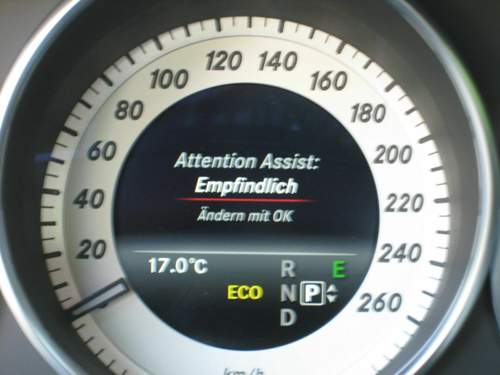 120 140
100 160
80 180
60 200
40 220
20 240
260
Attention Assist:
Empfindlich
Ändern mit OK
17.0°C R E
ECO N P
D
km/h